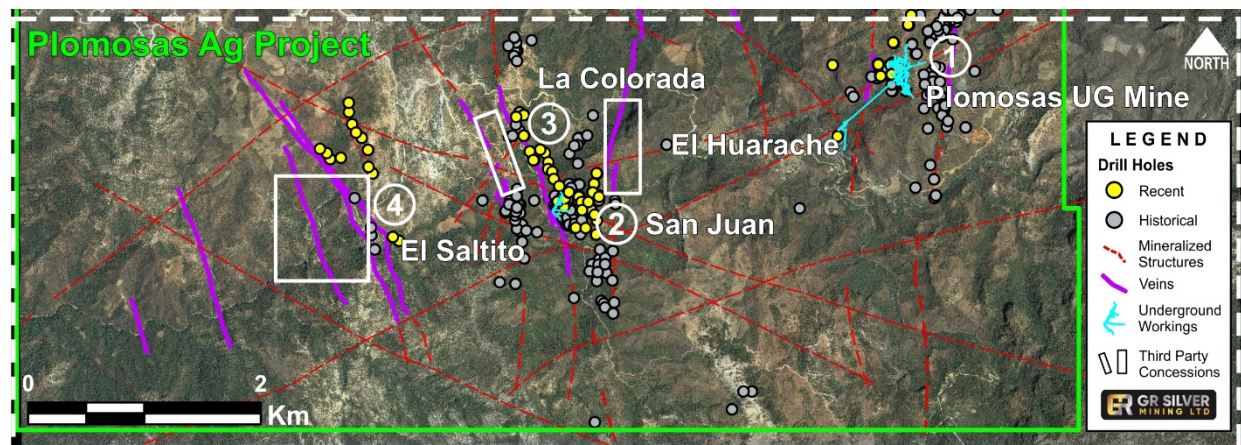 Plomosas Ag Project
1
NORTH
La Colorada
Plomosas UG Mine
3
El Huarache
LEGEND
Drill Holes
Recent
Historical
Mineralized
Structures
Veins
Underground
Workings
Third Party
Concessions
GR SILVER
MINING LTD
4
2
San Juan
El Saltito
0
2
Km